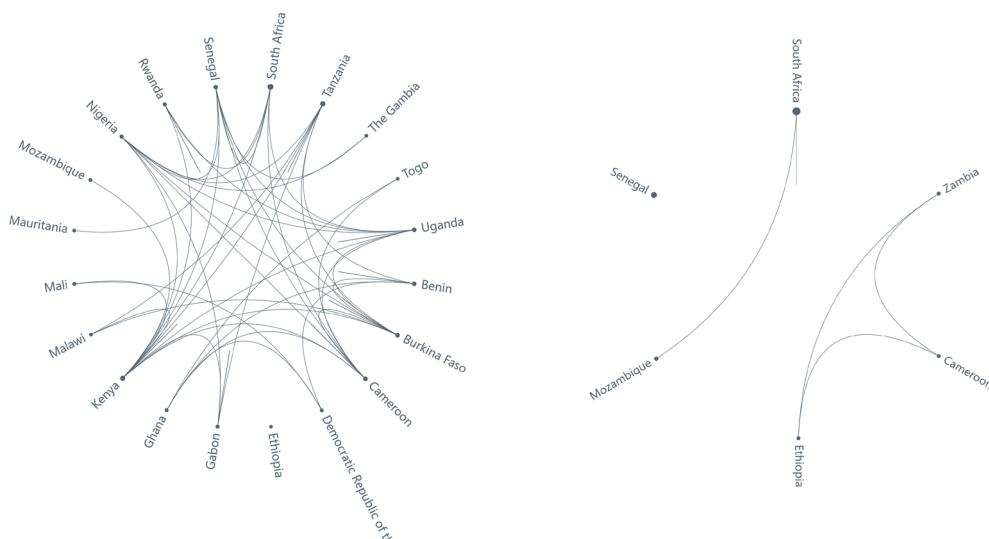 South Africa
Senegal
Tanzania
Rwanda
The Gambia
Nigeria
Togo
Mozambique
Uganda
Mauritania
Benin
Mali
Burkina Faso
Malawi
Cameroon
Kenya
Democratic Republic of t
Ghana
Gabon
Ethiopia
South Africa
Zambia
Senegal
Cameroon
Mozambique
Ethiopia